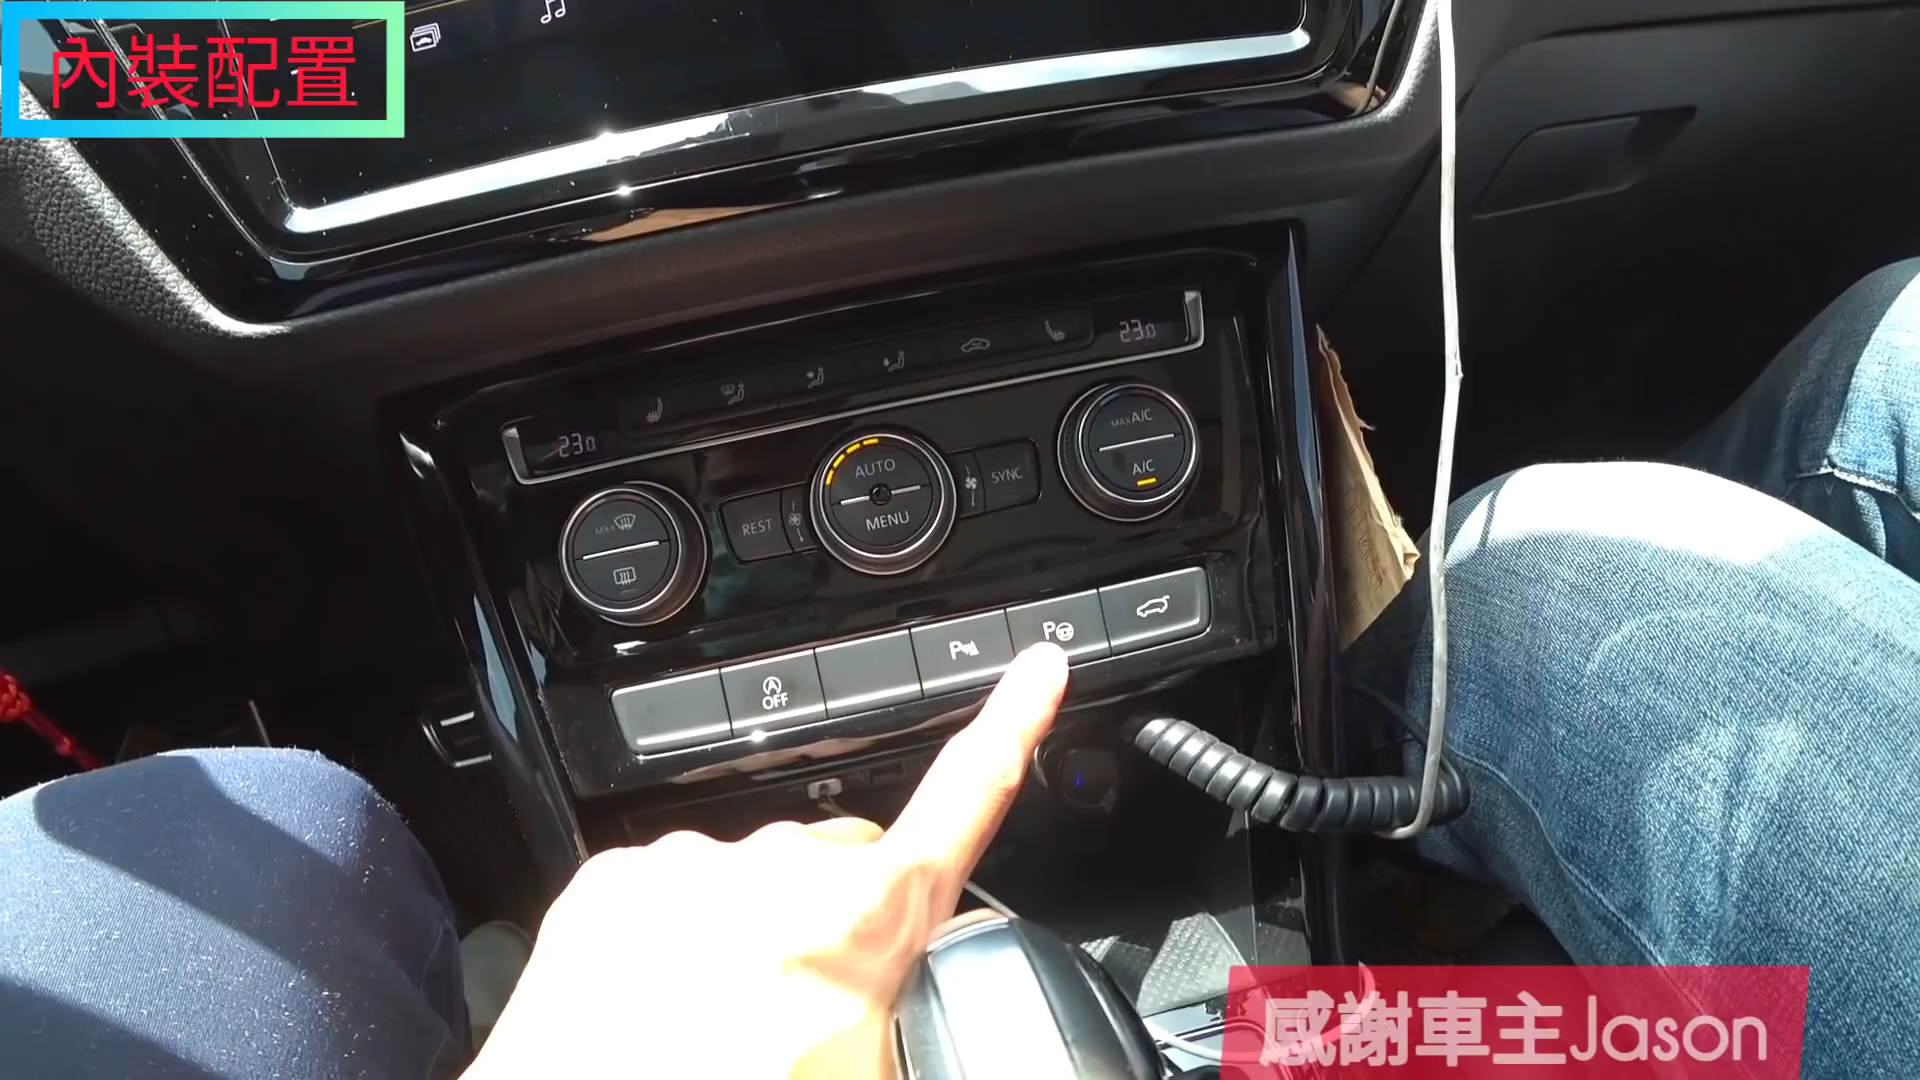 內裝配置
23.0
23.0
MAX A/C
A/C
AUTO
MENU
SYNC
REST
MAX
P
P
A
OFF
感謝車主Jason